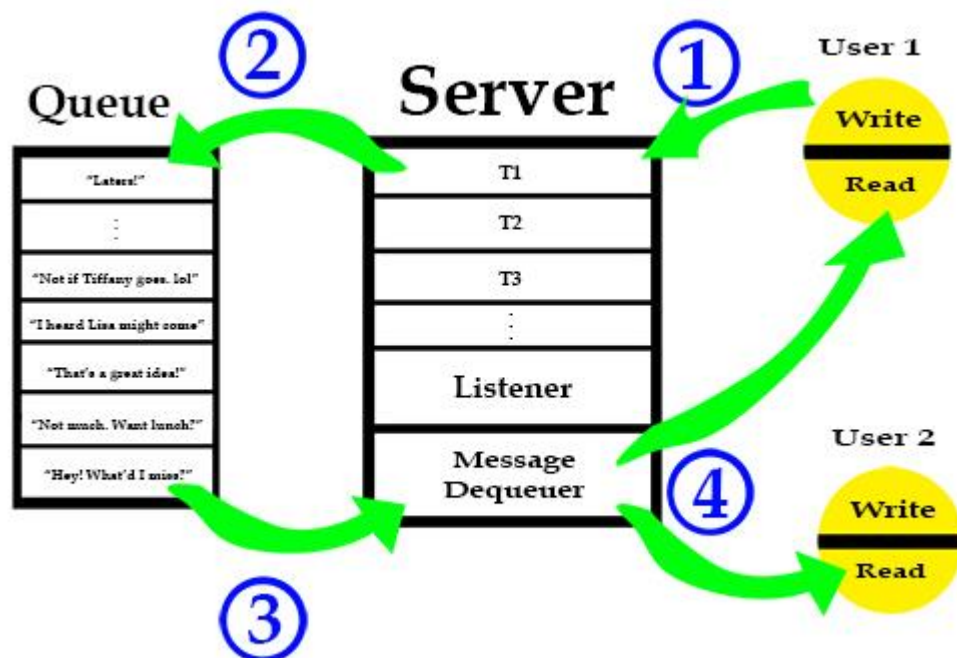 2
1
User 1
Queue
Server
Write
Read
"Laters!"
⋮
"Not if Tiffany goes. lol"
"I heard Lisa might come"
"That's a great idea!"
"Not much. Want lunch?"
"Hey! What'd I miss?"
T1
T2
T3
⋮
Listener
Message
Dequeuer
User 2
4
Write
Read
3